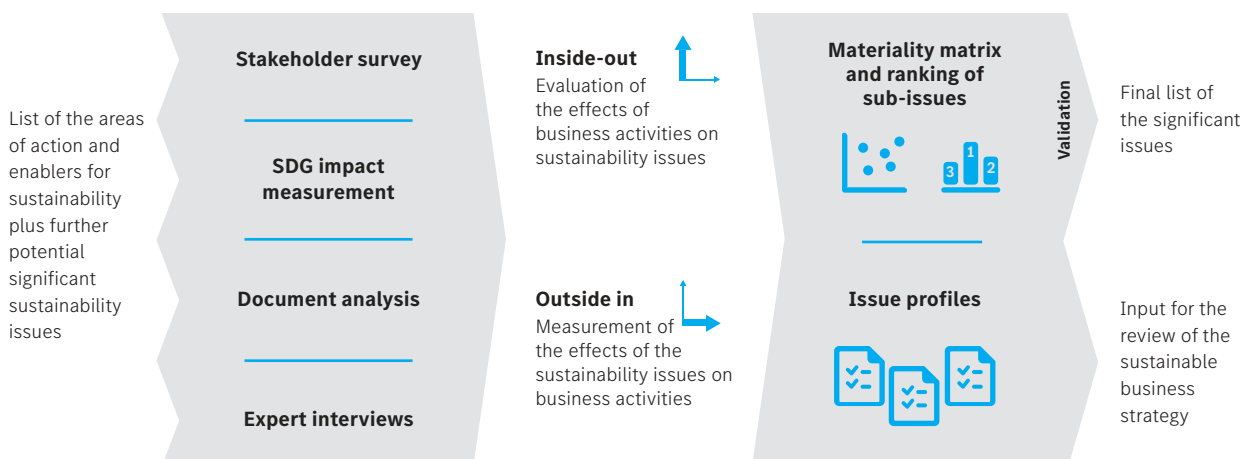 List of the areas
of action and
enablers for
sustainability
plus further
potential
significant
sustainability
issues
Stakeholder survey
SDG impact
measurement
Document analysis
Expert interviews
Inside-out
Evaluation of
the effects of
business activities on
sustainability issues
Outside in
Measurement of
the effects of the
sustainability issues on
business activities
Materiality matrix
and ranking of
sub-issues
3 1 2
Issue profiles
Validation
Final list of
the significant
issues
Input for the
review of the
sustainable
business
strategy